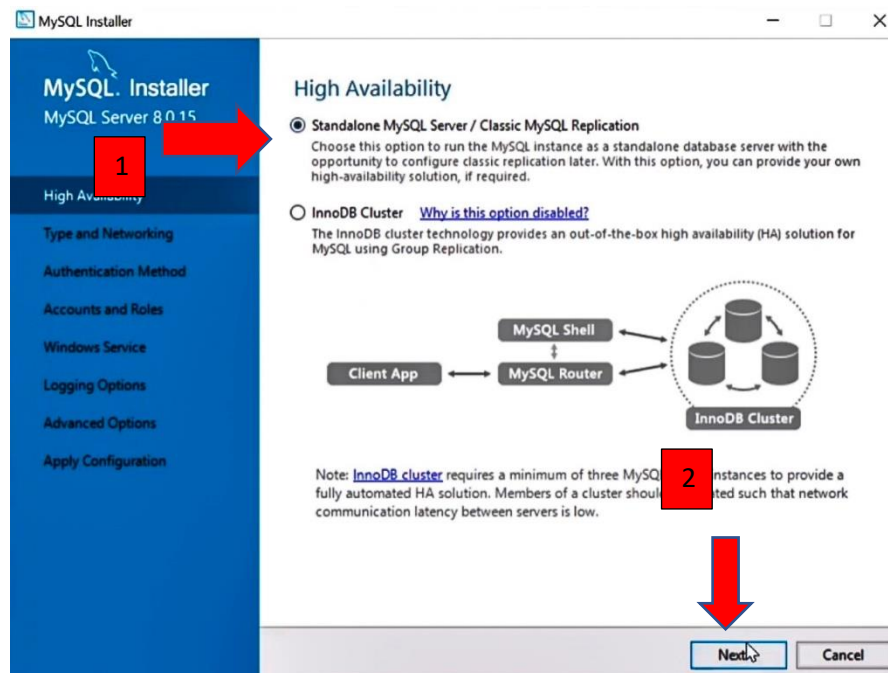 MySQL Installer
MySQL. Installer
MySQL Server 8.0.15
1
High Availability
Type and Networking
Authentication Method
Accounts and Roles
Windows Service
Logging Options
Advanced Options
Apply Configuration
High Availability
Standalone MySQL Server / Classic MySQL Replication
Choose this option to run the MySQL instance as a standalone database server with the
opportunity to configure classic replication later. With this option, you can provide your own
high-availability solution, if required.
InnoDB Cluster Why is this option disabled?
The InnoDB cluster technology provides an out-of-the-box high availability (HA) solution for
MySQL using Group Replication.
MySQL Shell
Client App
MySQL Router
InnoDB Cluster
Note: InnoDB cluster requires a minimum of three MySQL instances to provide a
fully automated HA solution. Members of a cluster should such that network
communication latency between servers is low.
2
Next
Cancel